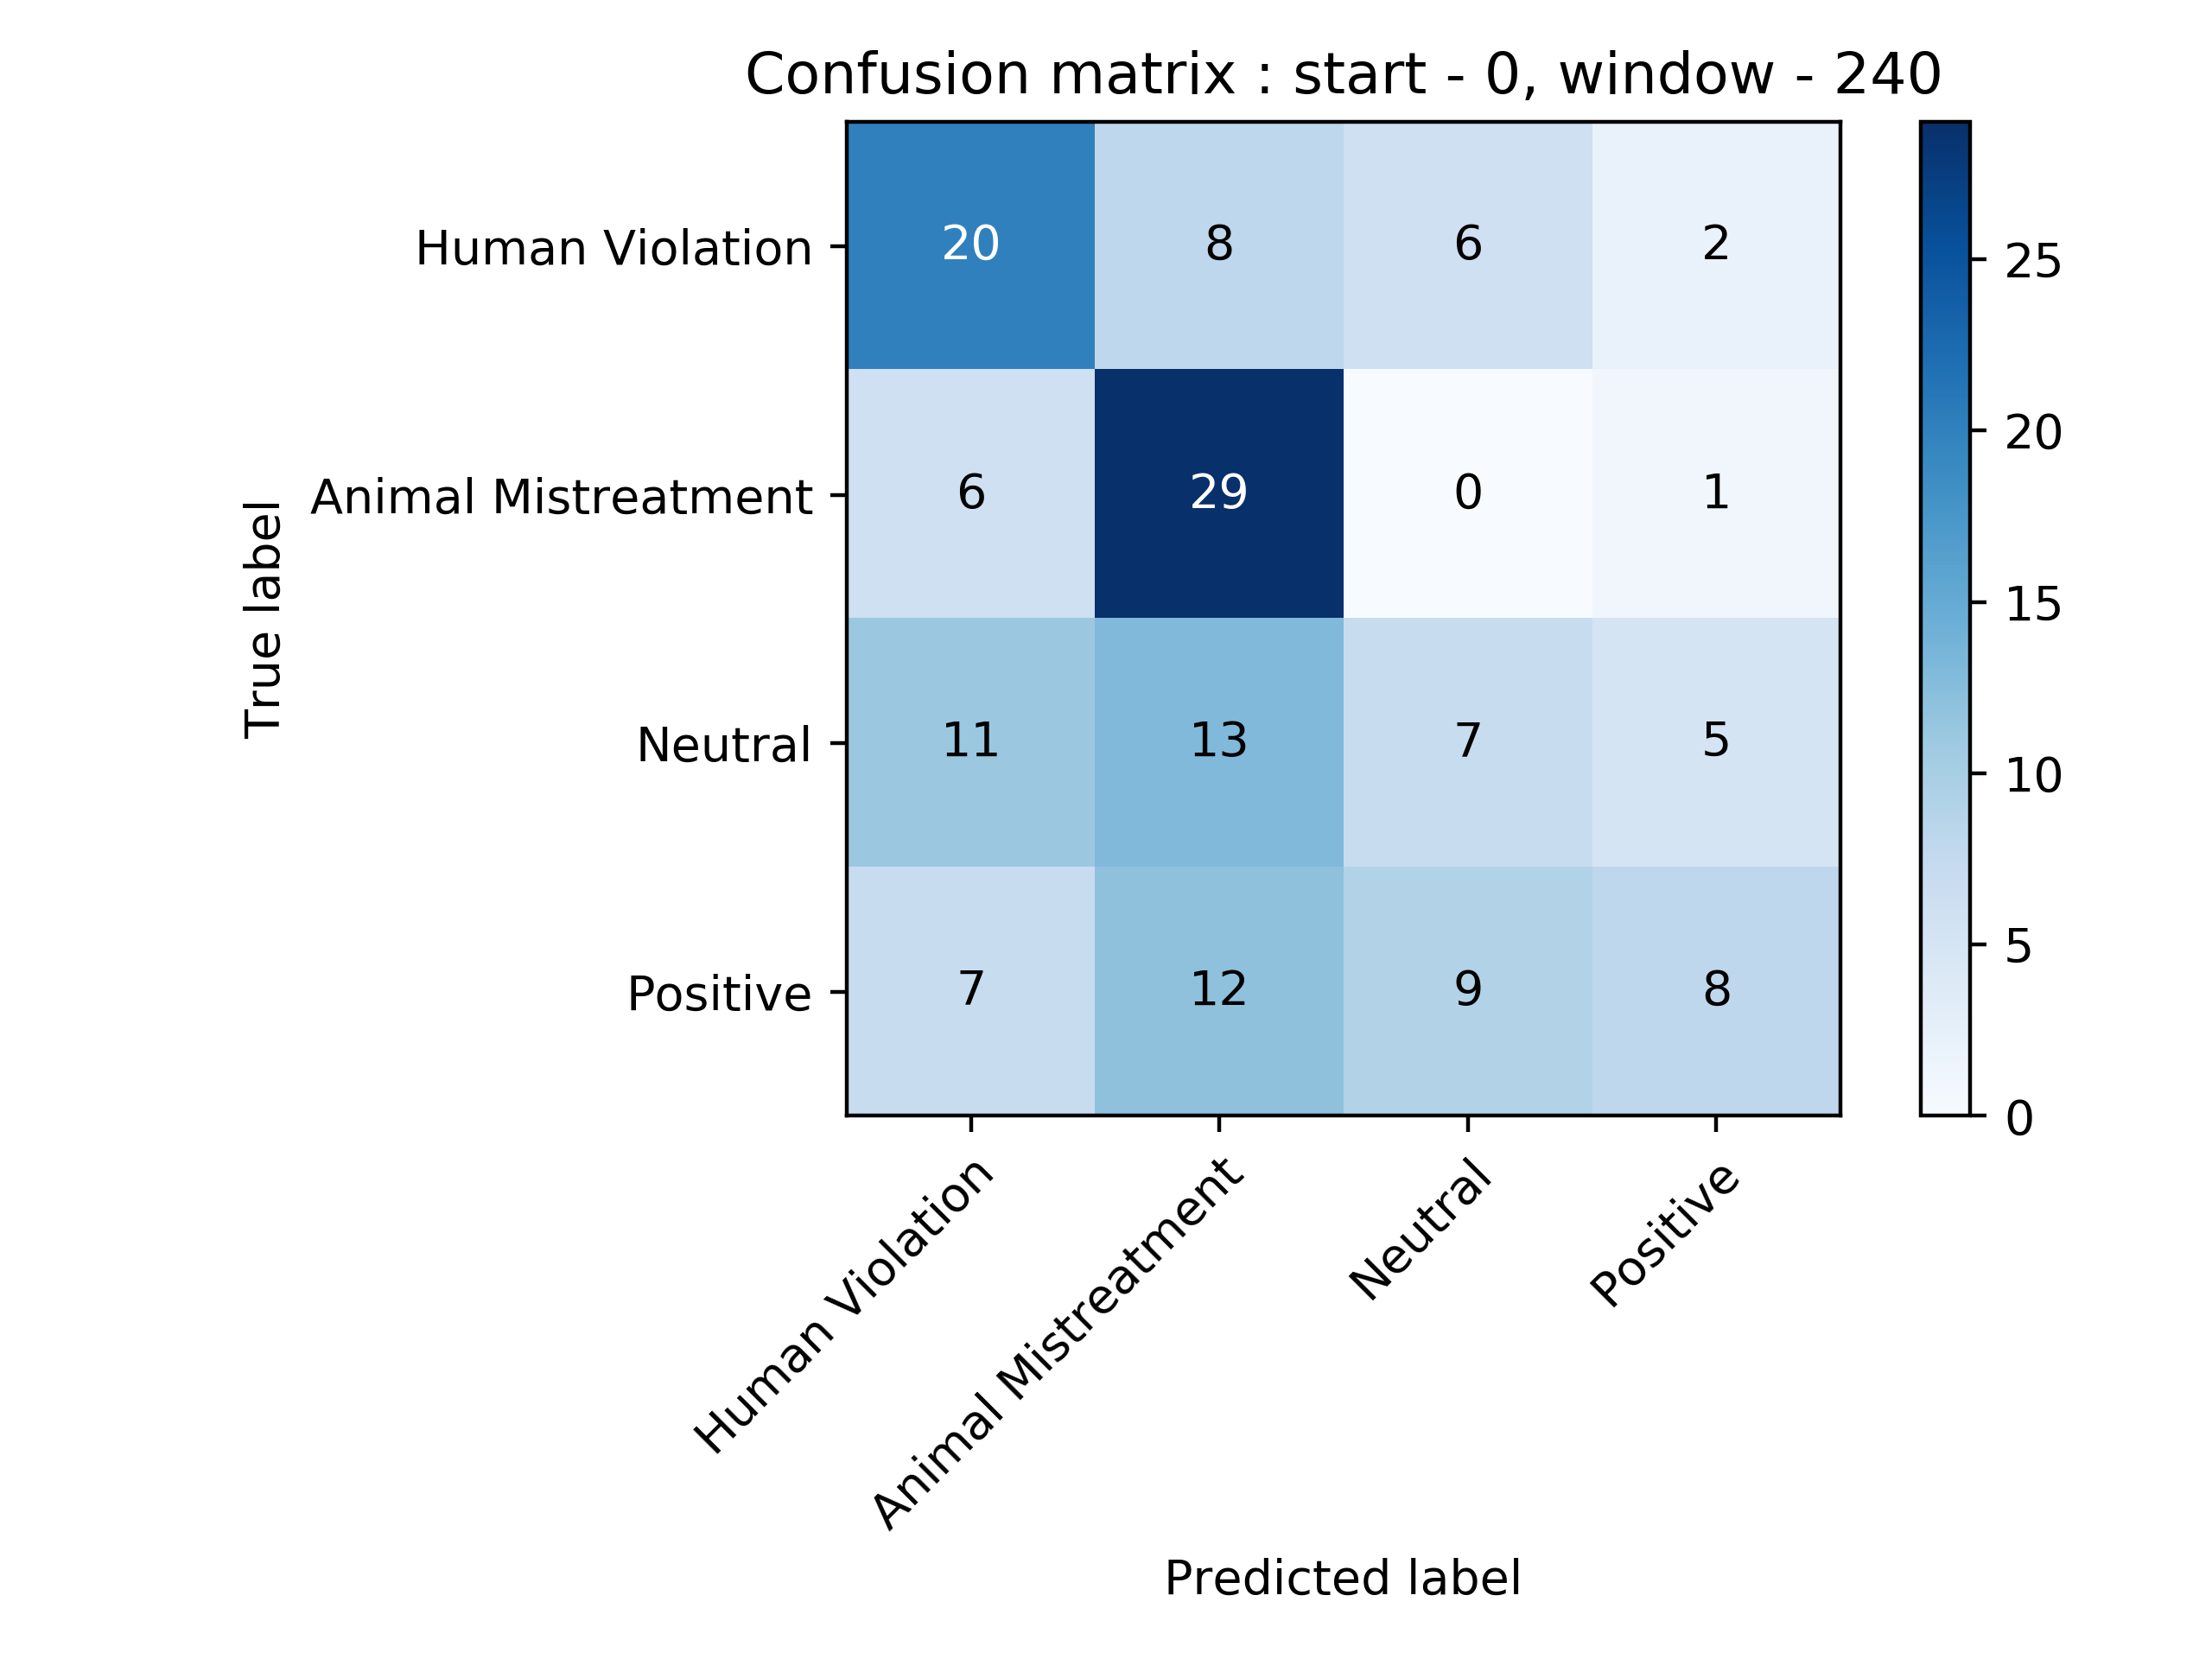 Confusion matrix : start - 0, window - 240
True label
Human Violation
Animal Mistreatment
Neutral
Positive
20 8 6 2
6 29 0 1
11 13 7 5
7 12 9 8
25
20
15
10
5
0
Human Violation
Animal Mistreatment
Neutral
Positive
Predicted label